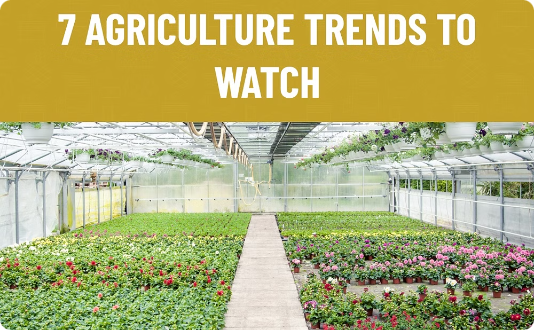 7 AGRICULTURE TRENDS TO
WATCH